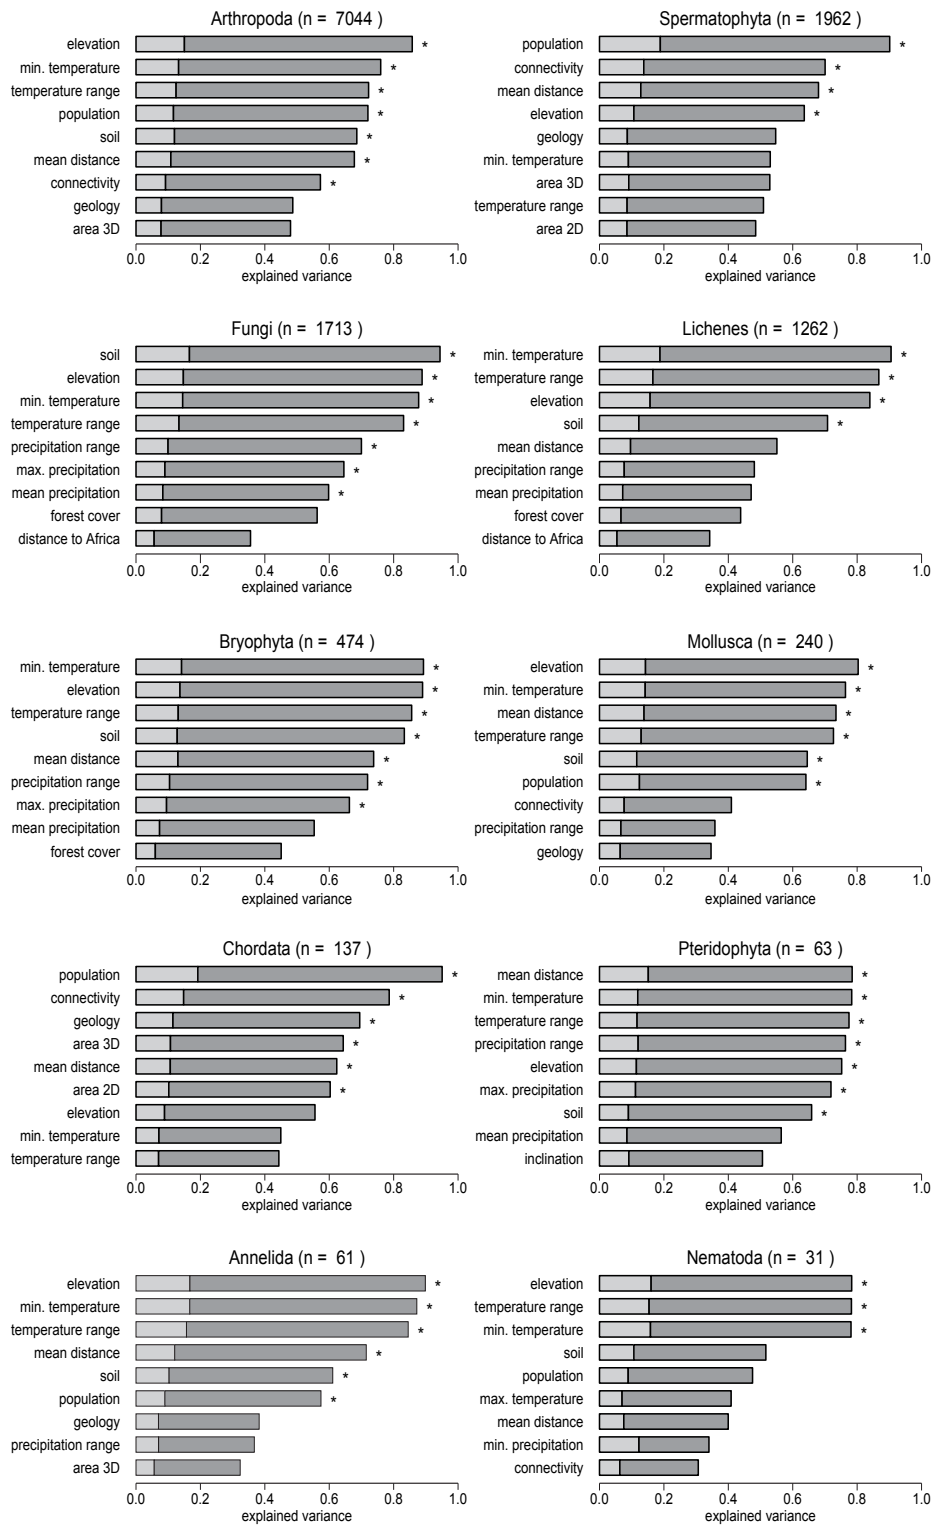 Arthropoda (n = 7044 )
elevation *
min. temperature *
temperature range *
population *
soil *
mean distance *
connectivity *
geology
area 3D
0.0 0.2 0.4 0.6 0.8 1.0
explained variance
Spermatophyta (n = 1962 )
population *
connectivity *
mean distance *
elevation *
geology
min. temperature
area 3D
temperature range
area 2D
0.0 0.2 0.4 0.6 0.8 1.0
explained variance
Fungi (n = 1713 )
soil *
elevation *
min. temperature *
temperature range *
precipitation range *
max. precipitation *
mean precipitation *
forest cover
distance to Africa
0.0 0.2 0.4 0.6 0.8 1.0
explained variance
Lichenes (n = 1262 )
min. temperature *
temperature range *
elevation *
soil *
mean distance
precipitation range
mean precipitation
forest cover
distance to Africa
0.0 0.2 0.4 0.6 0.8 1.0
explained variance
Bryophyta (n = 474 )
min. temperature *
elevation *
temperature range *
soil *
mean distance *
precipitation range *
max. precipitation *
mean precipitation
forest cover
0.0 0.2 0.4 0.6 0.8 1.0
explained variance
Mollusca (n = 240 )
elevation *
min. temperature *
mean distance *
temperature range *
soil *
population *
connectivity
precipitation range
geology
0.0 0.2 0.4 0.6 0.8 1.0
explained variance
Chordata (n = 137 )
population *
connectivity *
geology *
area 3D *
mean distance *
area 2D *
elevation
min. temperature
temperature range
0.0 0.2 0.4 0.6 0.8 1.0
explained variance
Pteridophyta (n = 63 )
mean distance *
min. temperature *
temperature range *
precipitation range *
elevation *
max. precipitation *
soil *
mean precipitation
inclination
0.0 0.2 0.4 0.6 0.8 1.0
explained variance
Annelida (n = 61 )
elevation *
min. temperature *
temperature range *
mean distance *
soil *
population *
geology
precipitation range
area 3D
0.0 0.2 0.4 0.6 0.8 1.0
explained variance
Nematoda (n = 31 )
elevation *
temperature range *
min. temperature *
soil
population
max. temperature
mean distance
min. precipitation
connectivity
0.0 0.2 0.4 0.6 0.8 1.0
explained variance